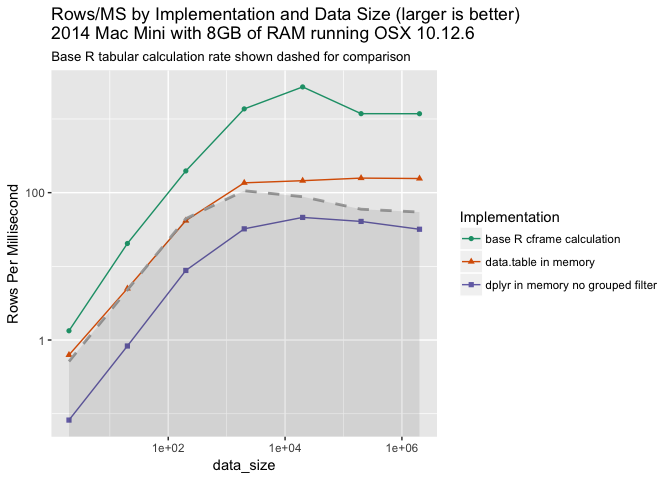 Rows/MS by Implementation and Data Size (larger is better)
2014 Mac Mini with 8GB of RAM running OSX 10.12.6
Base R tabular calculation rate shown dashed for comparison
Rows Per Millisecond
100
1
1e+02
1e+04
1e+06
data_size
Implementation
base R cframe calculation
data.table in memory
dplyr in memory no grouped filter